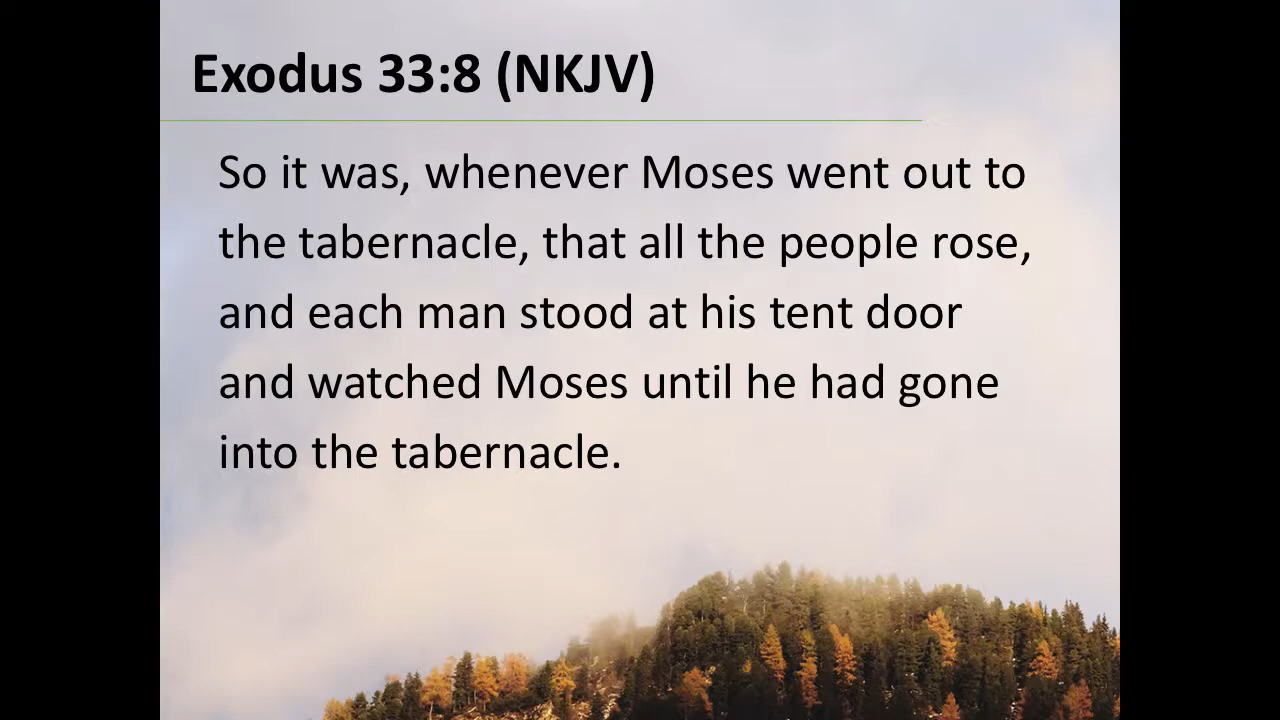 Exodus 33:8 (NKJV)
So it was, whenever Moses went out to
the tabernacle, that all the people rose,
and each man stood at his tent door
and watched Moses until he had gone
into the tabernacle.